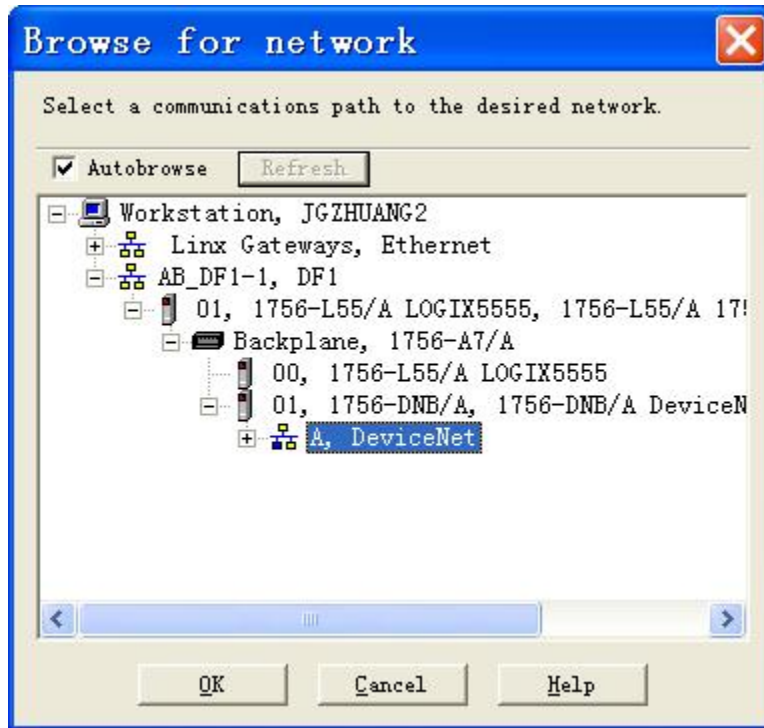 Browse for network
Select a communications path to the desired network.
Autobrowse Refresh
Workstation, JGZHUANG2
Linx Gateways, Ethernet
AB_DF1-1, DF1
01, 1756-L55/A LOGIX5555, 1756-L55/A 175
Backplane, 1756-A7/A
00, 1756-L55/A LOGIX5555
01, 1756-DNB/A, 1756-DNB/A DeviceN
A, DeviceNet
OK Cancel Help